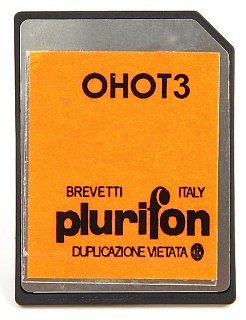 OHOT3
BREVETTI ITALY
plurifon
DUPLICAZIONE VIETATA